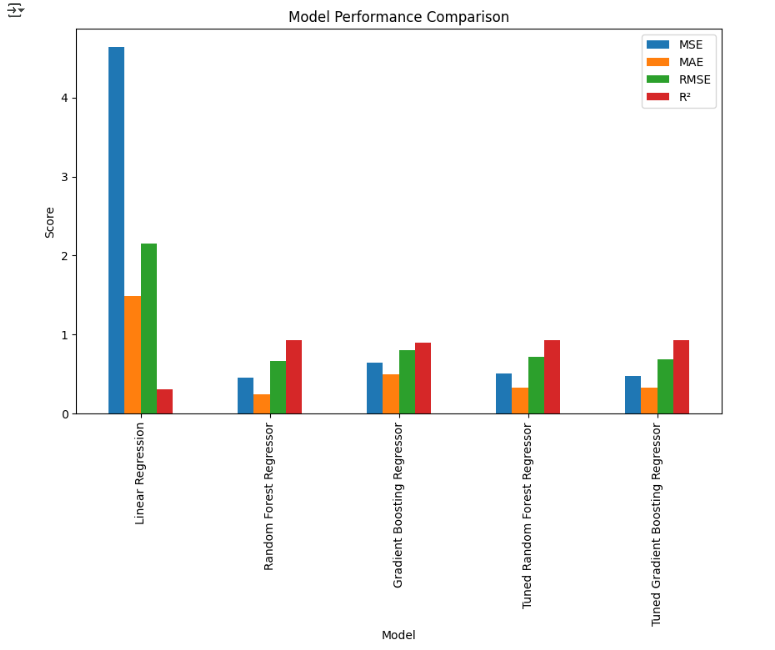 Model Performance Comparison
MSE
MAE
RMSE
R²
4
3
2
1
0
Score
Linear Regression
Random Forest Regressor
Gradient Boosting Regressor
Tuned Random Forest Regressor
Tuned Gradient Boosting Regressor
Model